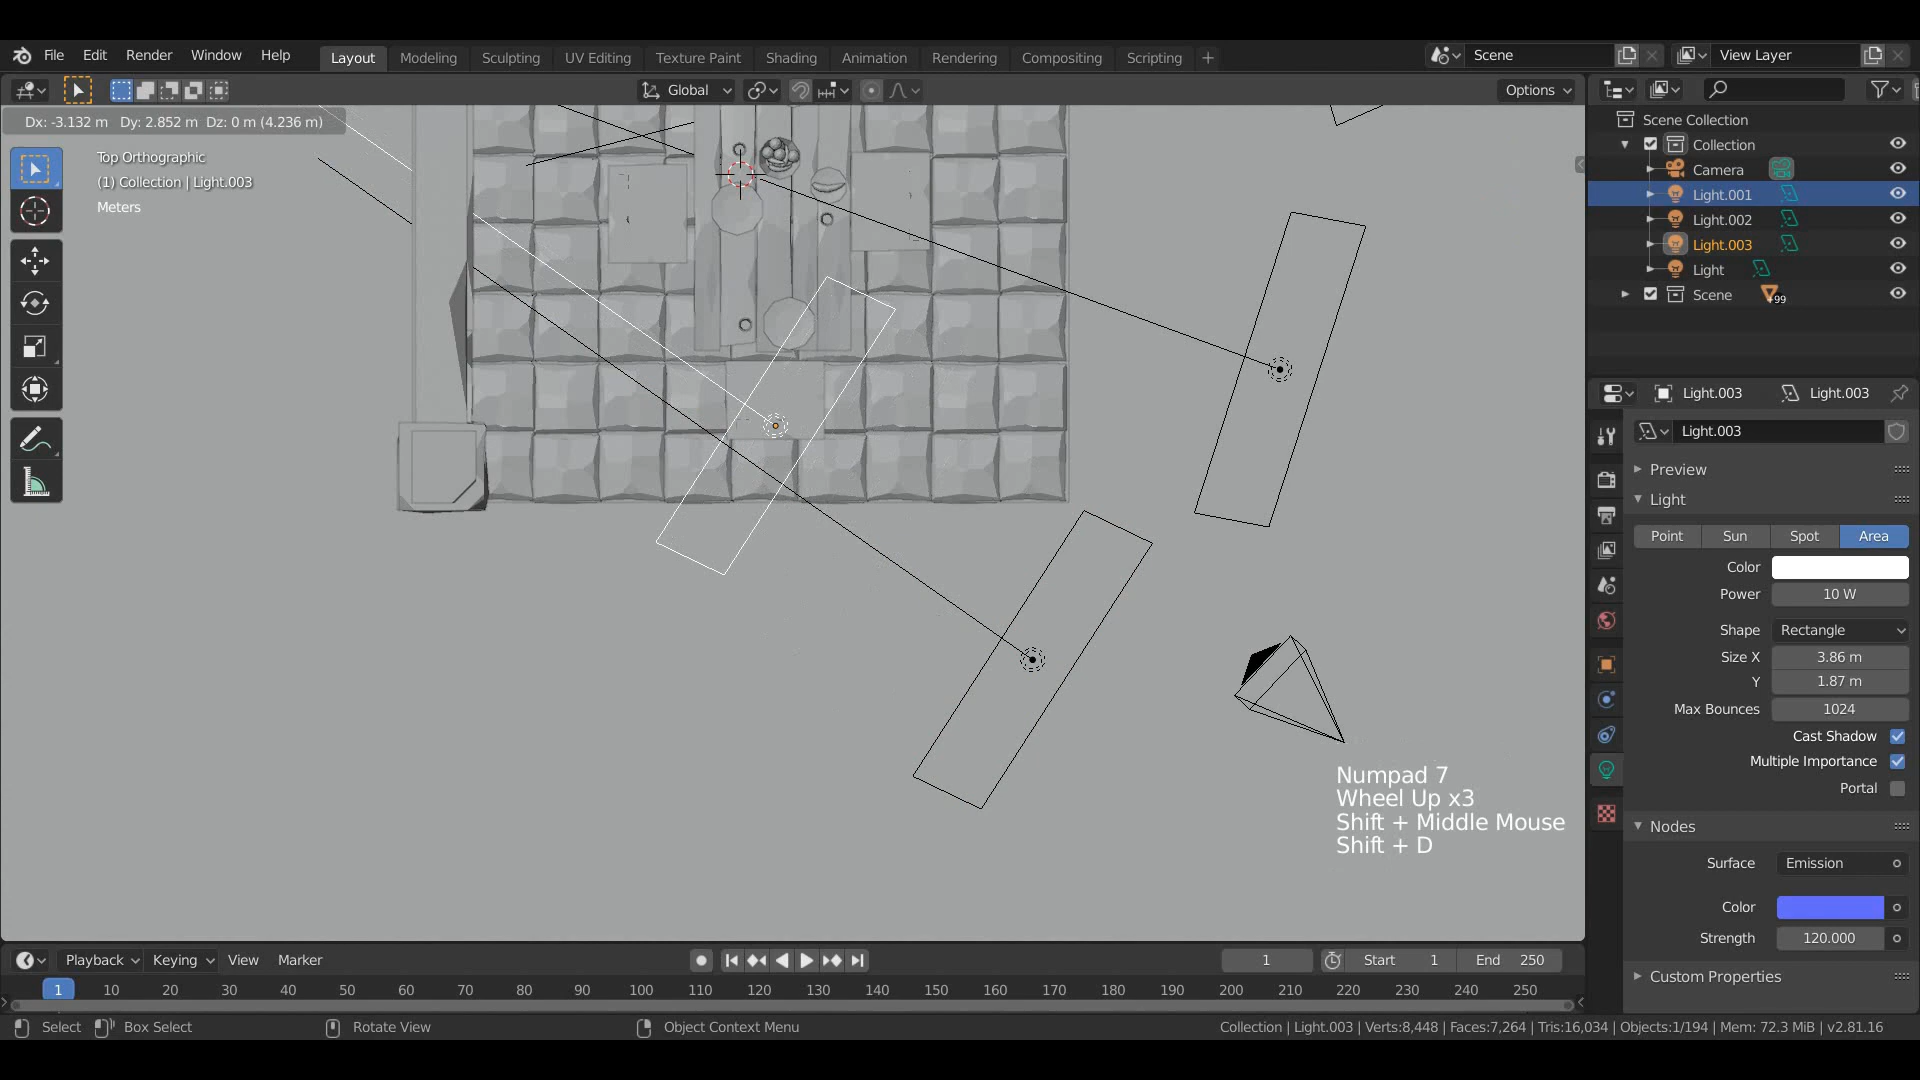 File Edit Render Window Help Layout Modeling Sculpting UV Editing Texture Paint Shading Animation Rendering Compositing Scripting + Scene View Layer
Global Options
Dx: -3.132 m Dy: 2.852 m Dz: 0 m (4.236 m)
Top Orthographic
(1) Collection | Light.003
Meters
Scene Collection
Collection
Camera
Light.001
Light.002
Light.003
Light
Scene +99
Light.003 Light.003
Light.003
Preview
Light
Point Sun Spot Area
Color
Power 10 W
Shape Rectangle
Size X 3.86 m
Y 1.87 m
Max Bounces 1024
Cast Shadow
Multiple Importance
Portal
Nodes
Surface Emission
Color
Strength 120.000
Custom Properties
Numpad 7
Wheel Up x3
Shift + Middle Mouse
Shift + D
Playback Keying View Marker 1 Start 1 End 250
1 10 20 30 40 50 60 70 80 90 100 110 120 130 140 150 160 170 180 190 200 210 220 230 240 250
Select Box Select Rotate View Object Context Menu Collection | Light.003 | Verts:8,448 | Faces:7,264 | Tris:16,034 | Objects:1/194 | Mem: 72.3 MiB | v2.81.16